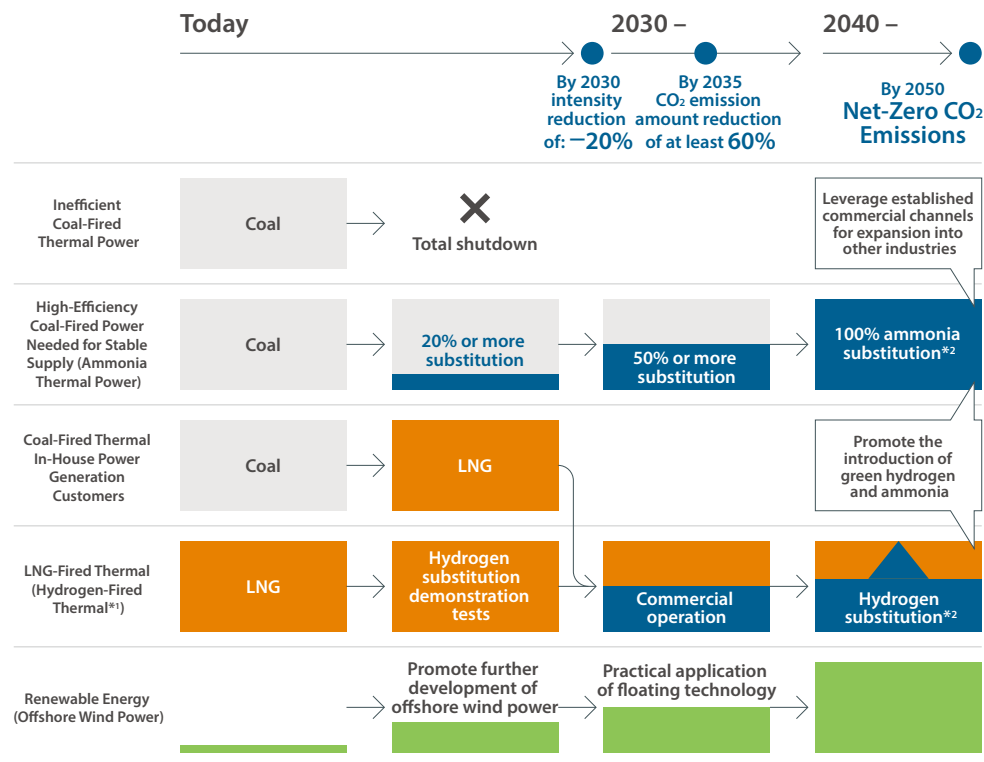 Today
2030 –
2040 –
By 2030
intensity
reduction
of: −20%
By 2035
CO2 emission
amount reduction
of at least 60%
By 2050
Net-Zero CO2
Emissions
Inefficient
Coal-Fired
Thermal Power
Coal
Total shutdown
Leverage established
commercial channels
for expansion into
other industries
High-Efficiency
Coal-Fired Power
Needed for Stable
Supply (Ammonia
Thermal Power)
Coal
20% or more
substitution
50% or more
substitution
100% ammonia
substitution*2
Coal-Fired Thermal
In-House Power
Generation
Customers
Coal
LNG
Promote the
introduction of
green hydrogen
and ammonia
LNG-Fired Thermal
(Hydrogen-Fired
Thermal*1)
LNG
Hydrogen
substitution
demonstration
tests
Commercial
operation
Hydrogen
substitution*2
Renewable Energy
(Offshore Wind Power)
Promote further
development of
offshore wind power
Practical application
of floating technology